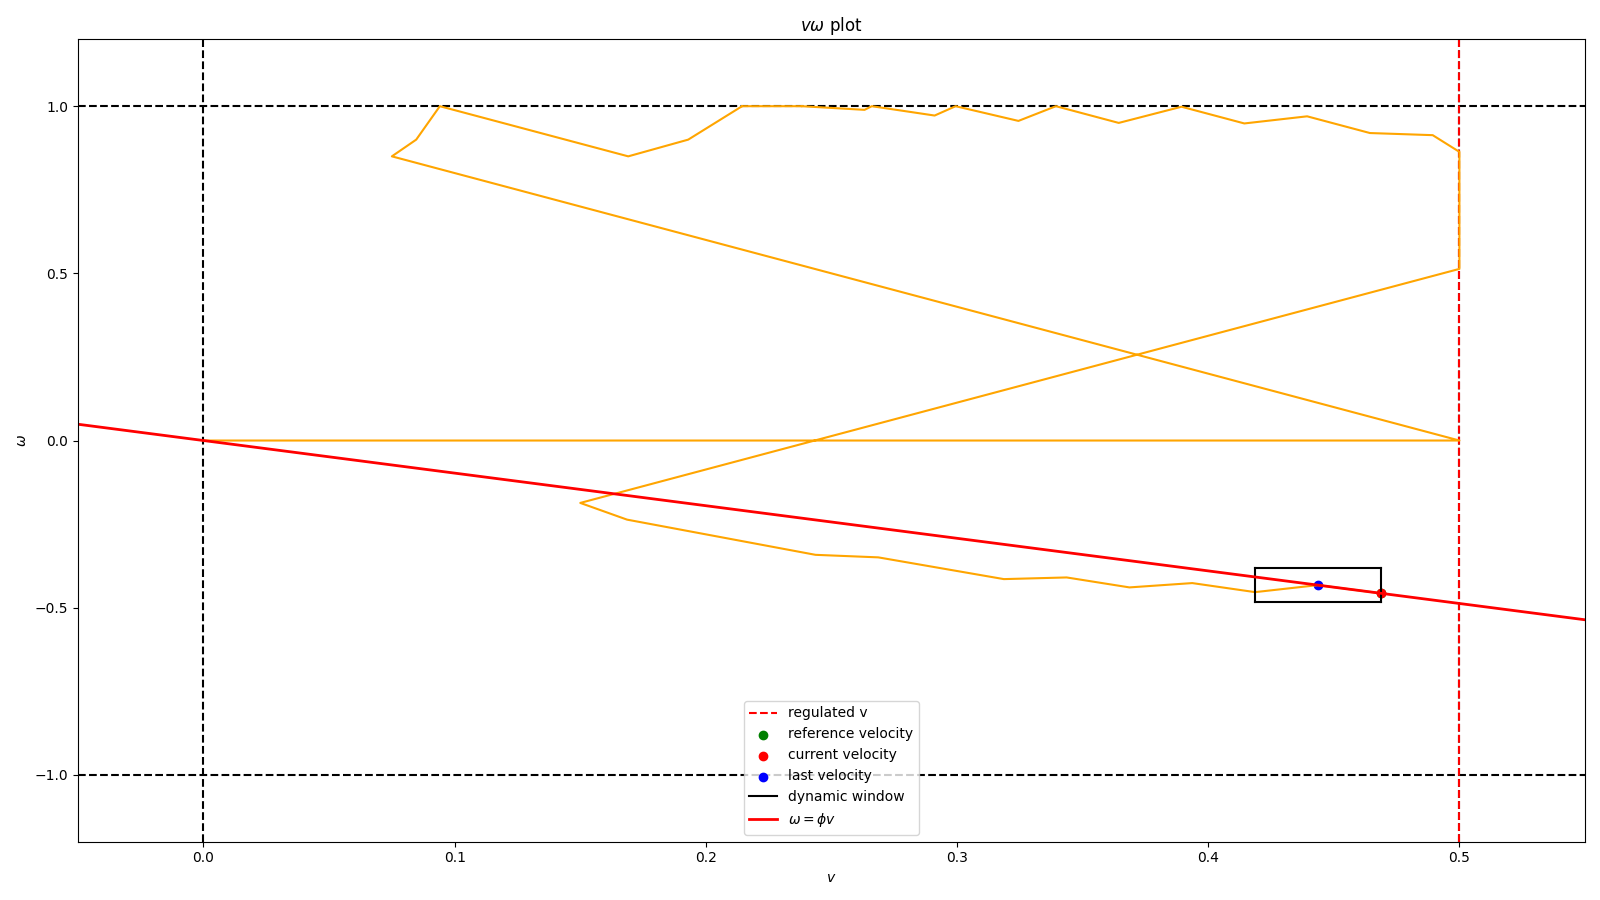 vω plot
1.0
0.5
0.0
−0.5
−1.0
ω
0.0
0.1
0.2
0.3
0.4
0.5
v
regulated v
reference velocity
current velocity
last velocity
dynamic window
ω = ϕv